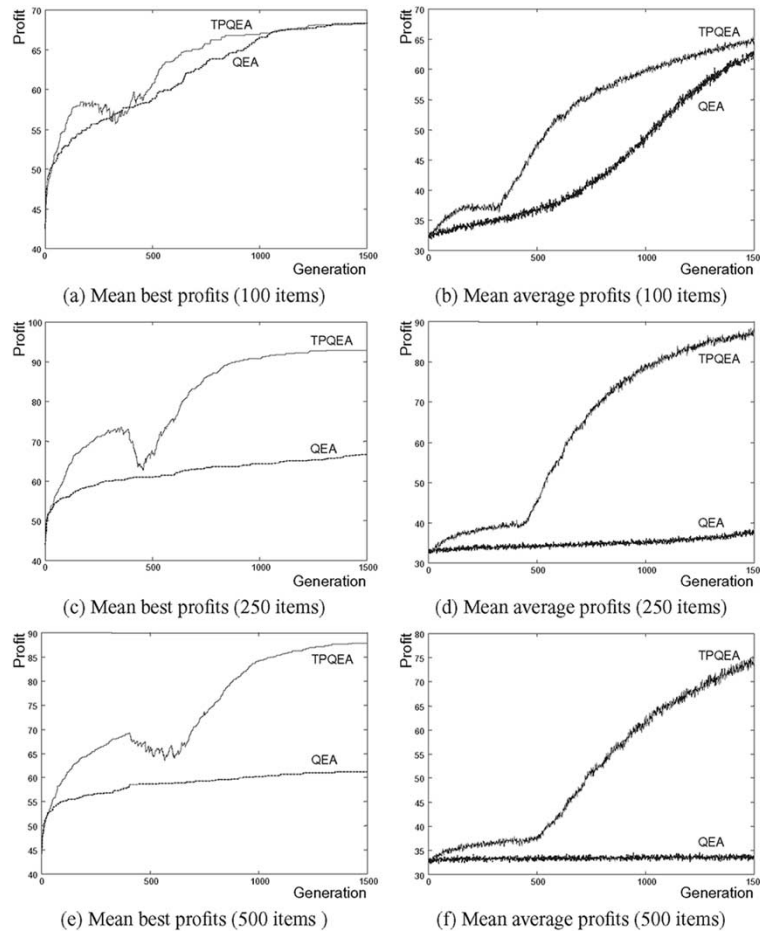 Profit
70
65
60
55
50
45
40
0
500
1000
1500
TPQEA
QEA
Generation
(a) Mean best profits (100 items)
Profit
70
65
60
55
50
45
40
35
30
0
500
1000
1500
TPQEA
QEA
Generation
(b) Mean average profits (100 items)
Profit
100
90
80
70
60
50
40
0
500
1000
1500
TPQEA
QEA
Generation
(c) Mean best profits (250 items)
Profit
90
80
70
60
50
40
30
0
500
1000
1500
TPQEA
QEA
Generation
(d) Mean average profits (250 items)
Profit
90
85
80
75
70
65
60
55
50
45
40
0
500
1000
1500
TPQEA
QEA
Generation
(e) Mean best profits (500 items )
Profit
80
75
70
65
60
55
50
45
40
35
30
0
500
1000
1500
TPQEA
QEA
Generation
(f) Mean average profits (500 items)